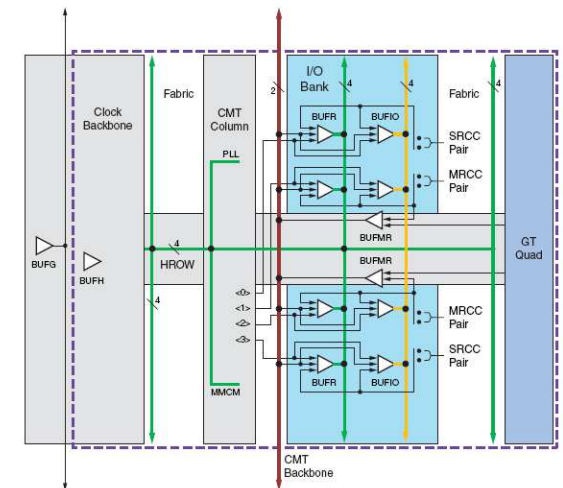 2
4
4
4
I/O
Bank
Fabric
Fabric
Clock
Backbone
CMT
Column
BUFR
BUFIO
SRCC
Pair
PLL
MRCC
Pair
BUFMR
4
HROW
BUFG
BUFH
GT
Quad
BUFMR
4
<0>
<1>
<2>
<3>
MRCC
Pair
SRCC
Pair
BUFR
BUFIO
MMCM
CMT
Backbone